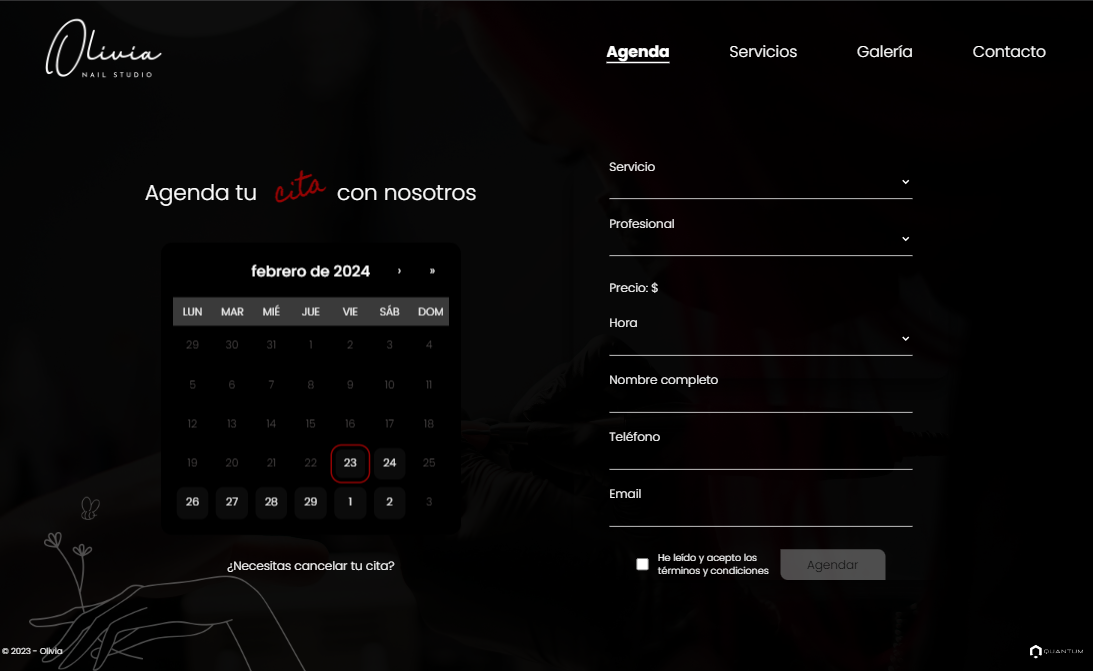 Olivia
NAIL STUDIO
Agenda Servicios Galería Contacto
Agenda tu cita con nosotros
febrero de 2024 › »
LUN MAR MIÉ JUE VIE SÁB DOM
29 30 31 1 2 3 4
5 6 7 8 9 10 11
12 13 14 15 16 17 18
19 20 21 22 23 24 25
26 27 28 29 1 2 3
¿Necesitas cancelar tu cita?
Servicio
Profesional
Precio: $
Hora
Nombre completo
Teléfono
Email
He leído y acepto los
términos y condiciones
Agendar
© 2023 - Olivia
QUANTUM